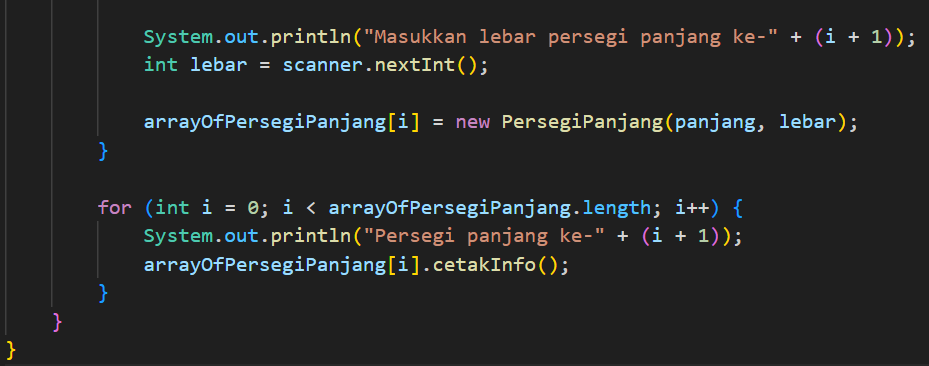 System.out.println("Masukkan lebar persegi panjang ke-" + (i + 1));
int lebar = scanner.nextInt();
arrayOfPersegiPanjang[i] = new PersegiPanjang(panjang, lebar);
}
for (int i = 0; i < arrayOfPersegiPanjang.length; i++) {
System.out.println("Persegi panjang ke-" + (i + 1));
arrayOfPersegiPanjang[i].cetakInfo();
}
}
}